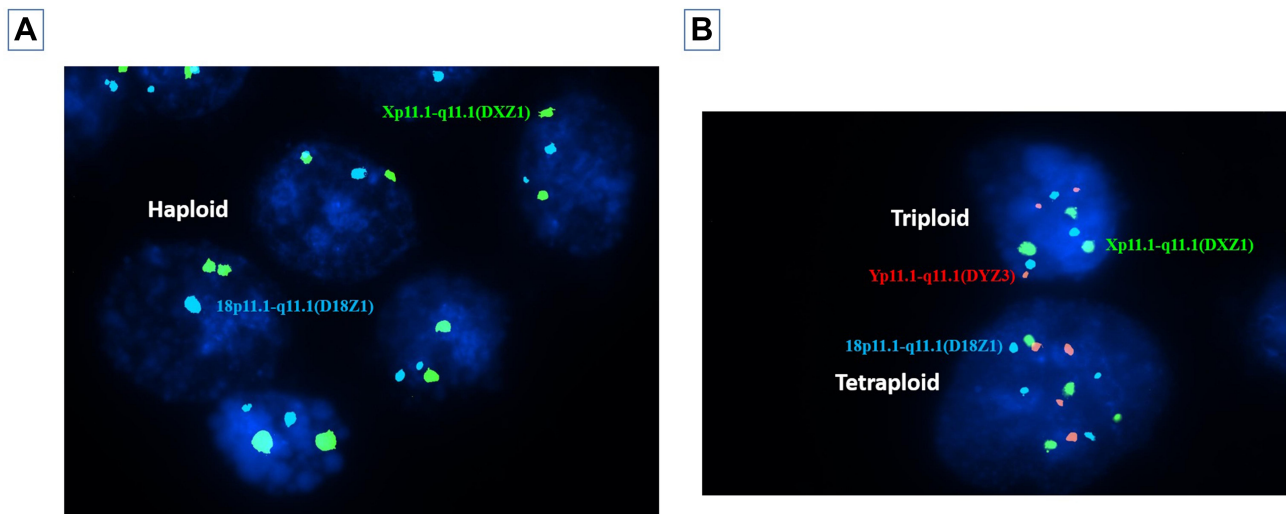 A
B
Xp11.1-q11.1(DXZ1)
Haploid
18p11.1-q11.1(D18Z1)
Triploid
Xp11.1-q11.1(DXZ1)
Yp11.1-q11.1(DYZ3)
18p11.1-q11.1(D18Z1)
Tetraploid